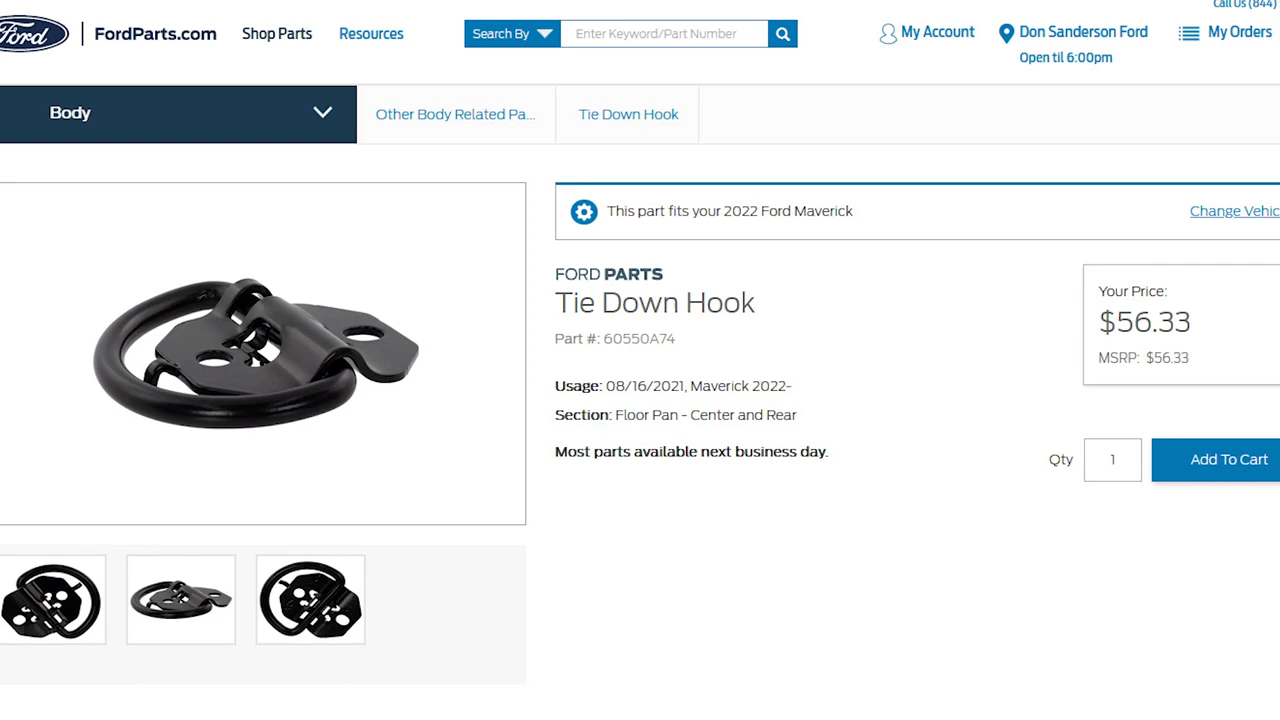 Call Us (844)
Ford
FordParts.com
Shop Parts
Resources
Search By
Enter Keyword/Part Number
My Account
Don Sanderson Ford
My Orders
Open til 6:00pm
Body
Other Body Related Pa...
Tie Down Hook
This part fits your 2022 Ford Maverick
Change Vehic
FORD PARTS
Tie Down Hook
Part #: 60550A74
Your Price:
$56.33
MSRP: $56.33
Usage: 08/16/2021, Maverick 2022-
Section: Floor Pan - Center and Rear
Most parts available next business day.
Qty
1
Add To Cart